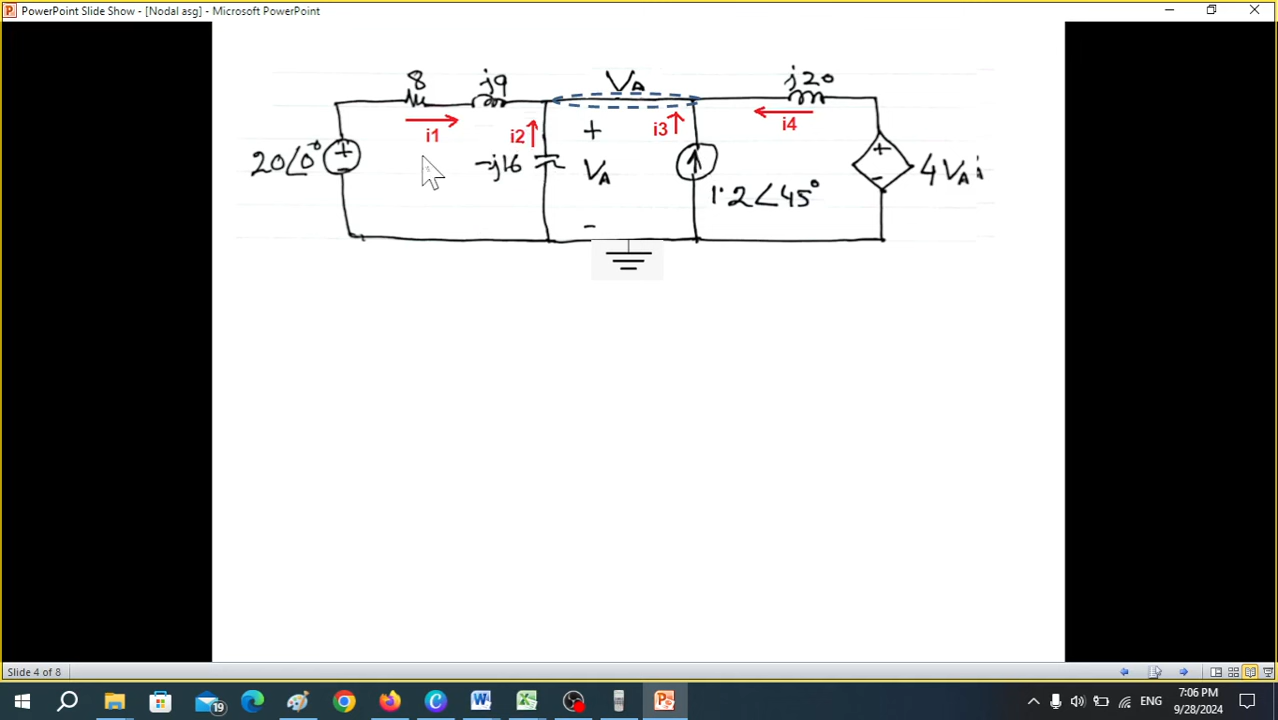 PowerPoint Slide Show - [Nodal asg] - Microsoft PowerPoint
8 j9 VA j20
i1 i2 + i3 i4
20∠0° + -j16 VA + 4VA
- 1.2∠45° -
-
Slide 4 of 8
19
ENG
7:06 PM
9/28/2024